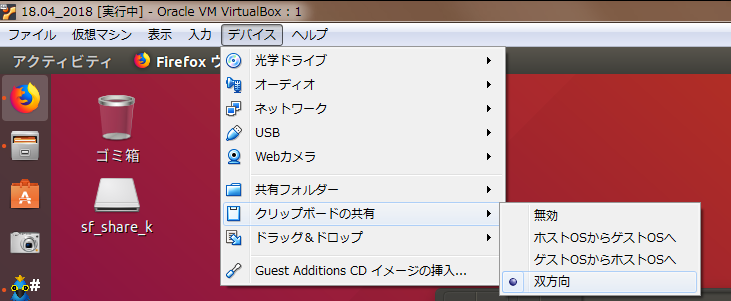 18.04_2018 [実行中] - Oracle VM VirtualBox : 1
ファイル 仮想マシン 表示 入力 デバイス ヘルプ
アクティビティ Firefox ウ
光学ドライブ
オーディオ
ネットワーク
USB
Webカメラ
共有フォルダー
クリップボードの共有
ドラッグ＆ドロップ
Guest Additions CD イメージの挿入...
無効
ホストOSからゲストOSへ
ゲストOSからホストOSへ
双方向
ゴミ箱
sf_share_k